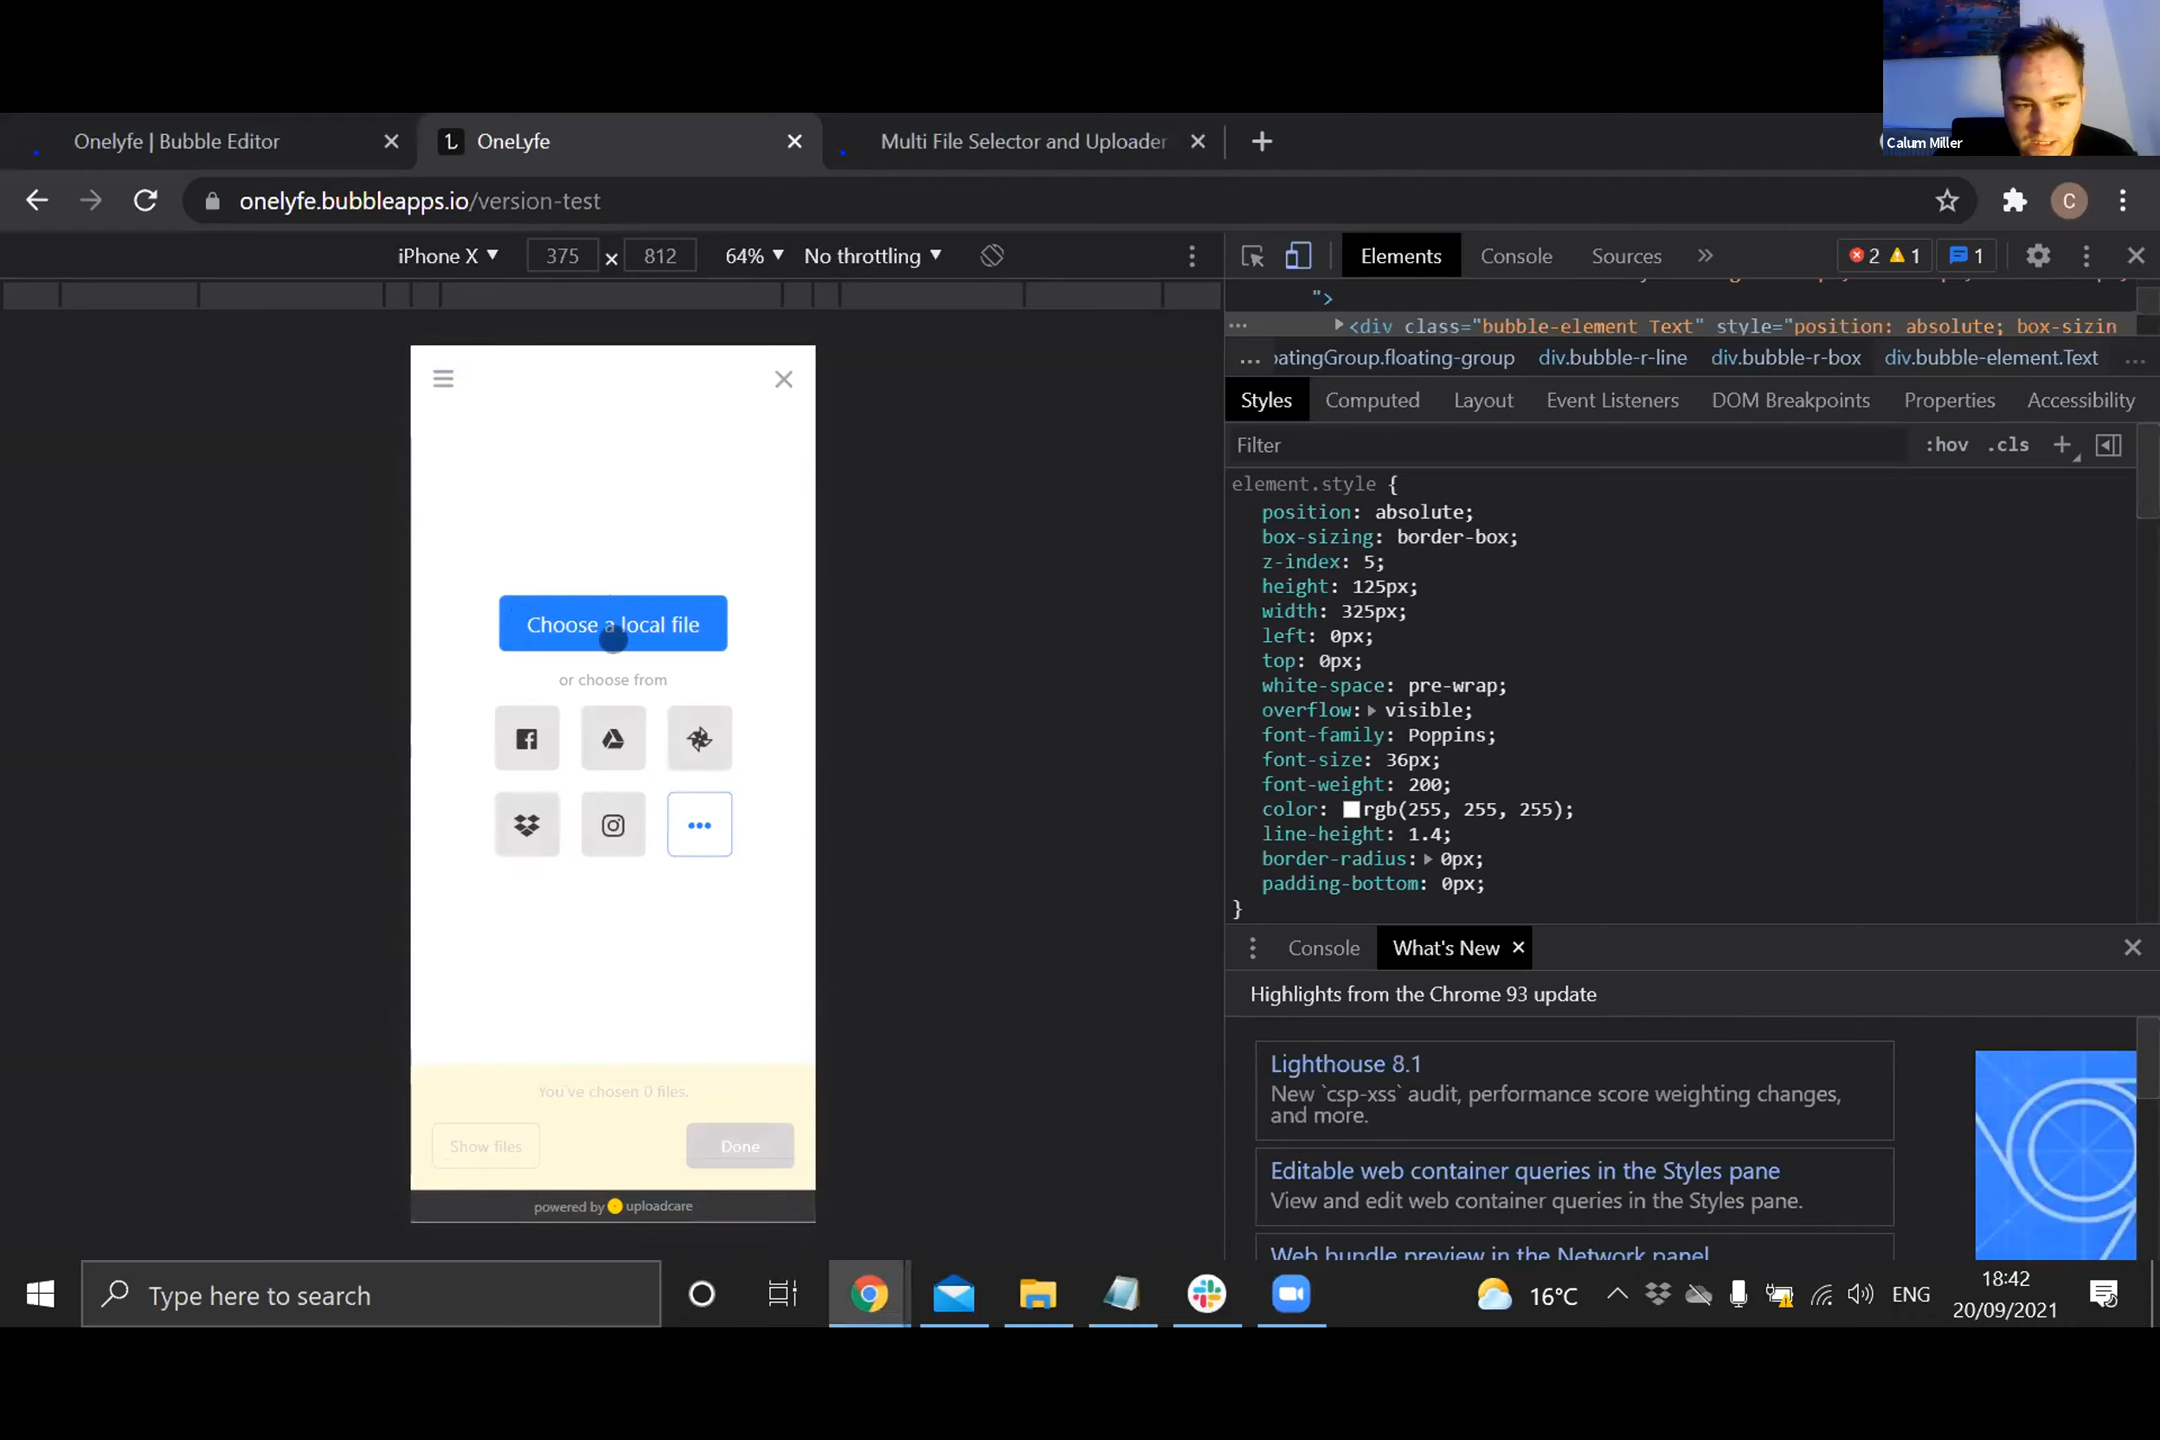 Calum Miller
Onelyfe | Bubble Editor
OneLyfe
Multi File Selector and Uploader
onelyfe.bubbleapps.io/version-test
C
iPhone X ▼ 375 × 812 64% ▼ No throttling ▼
Elements Console Sources » 2 1 1
">
<div class="bubble-element Text" style="position: absolute; box-sizin
... oatingGroup.floating-group div.bubble-r-line div.bubble-r-box div.bubble-element.Text ...
Styles Computed Layout Event Listeners DOM Breakpoints Properties Accessibility
Filter :hov .cls +
element.style {
position: absolute;
box-sizing: border-box;
z-index: 5;
height: 125px;
width: 325px;
left: 0px;
top: 0px;
white-space: pre-wrap;
overflow: visible;
font-family: Poppins;
font-size: 36px;
font-weight: 200;
color: rgb(255, 255, 255);
line-height: 1.4;
border-radius: 0px;
padding-bottom: 0px;
}
Choose a local file
or choose from
You've chosen 0 files.
Show files Done
powered by uploadcare
Console What's New
Highlights from the Chrome 93 update
Lighthouse 8.1
New `csp-xss` audit, performance score weighting changes,
and more.
Editable web container queries in the Styles pane
View and edit web container queries in the Styles pane.
Web bundle preview in the Network panel
Type here to search
16°C
ENG
18:42
20/09/2021